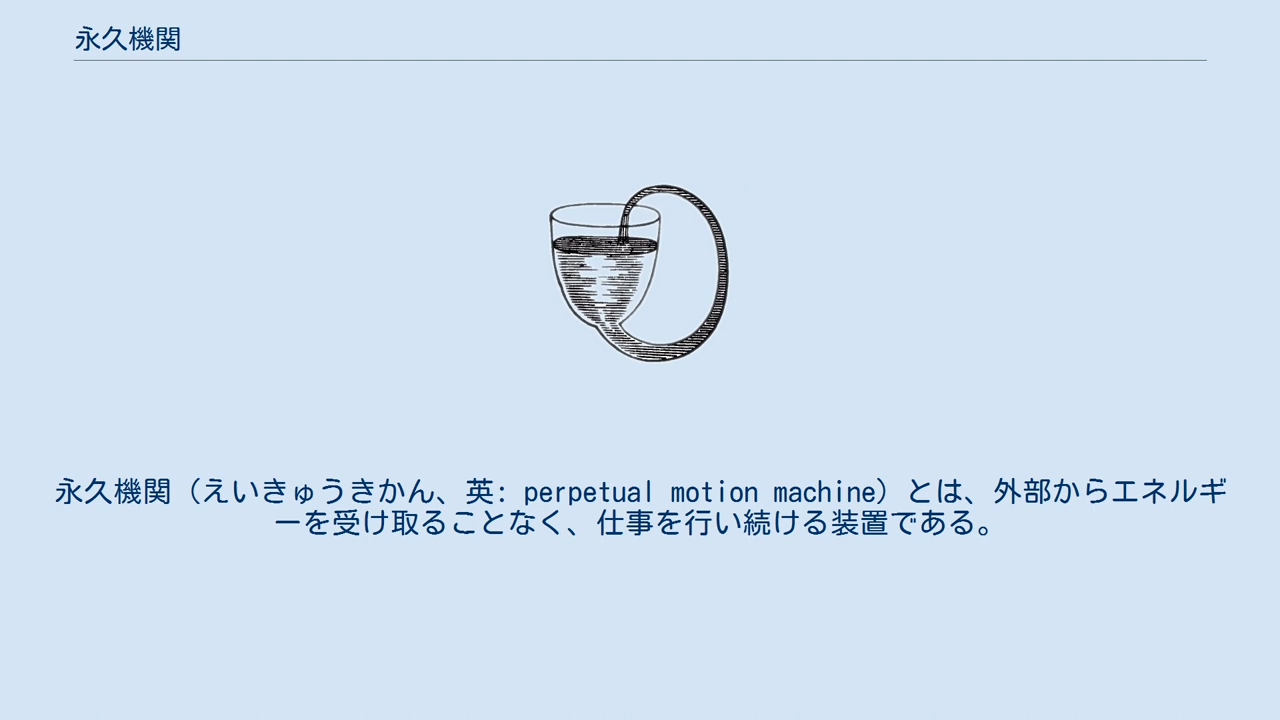 永久機関
永久機関（えいきゅうきかん、英: perpetual motion machine）とは、外部からエネルギ
ーを受け取ることなく、仕事を行い続ける装置である。